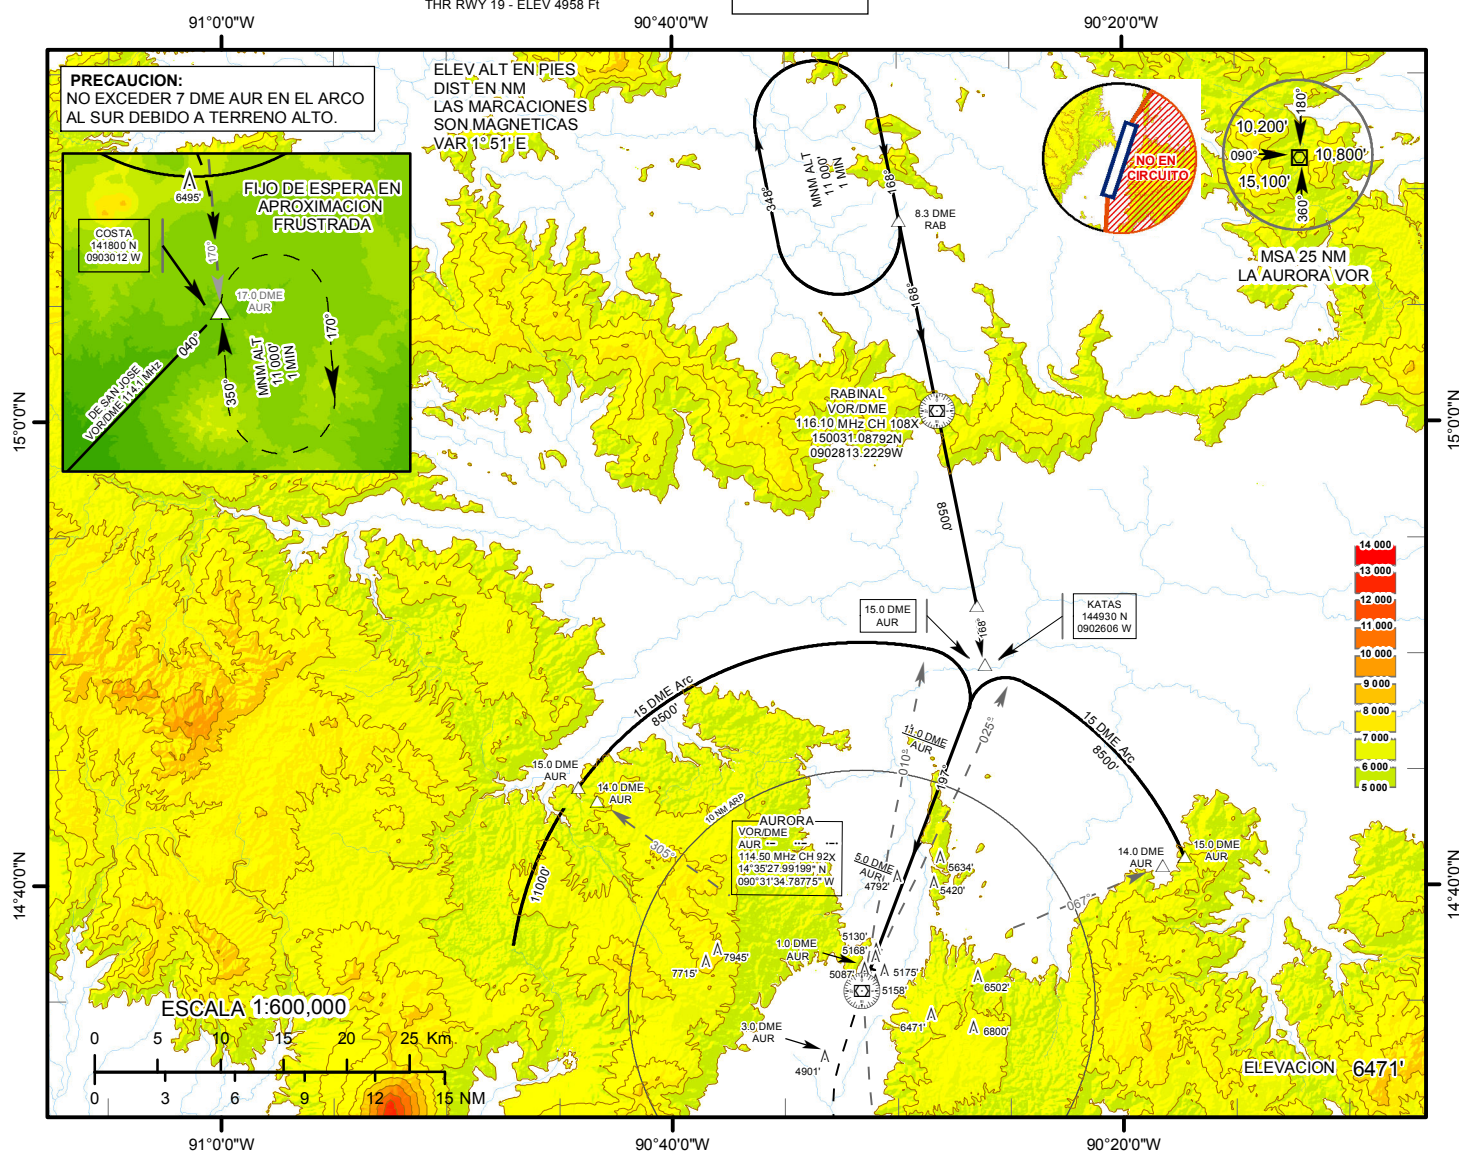 THR RWY 19 - ELEV 4958 Ft
91°0'0"W
90°40'0"W
90°20'0"W
PRECAUCION:
NO EXCEDER 7 DME AUR EN EL ARCO
AL SUR DEBIDO A TERRENO ALTO.
ELEV ALT EN PIES
DIST EN NM
LAS MARCACIONES
SON MAGNETICAS
VAR 1° 51' E
6495'
FIJO DE ESPERA EN
APROXIMACION
FRUSTRADA
COSTA
141800 N
0903012 W
170°
17.0 DME
AUR
040°
DE SAN JOSE
VOR/DME 114.1 MHz
350°
MNM ALT
11 000'
1 MIN
170°
348°
MNM ALT
11 000'
1 MIN
168°
8.3 DME
RAB
168°
NO EN
CIRCUITO
10,200'
180°
090°
10,800'
15,100'
360°
MSA 25 NM
LA AURORA VOR
RABINAL
VOR/DME
116.10 MHz CH 108X
150031.08792N
0902813.2229W
15°0'0"N
15°0'0"N
8500'
15.0 DME
AUR
168°
KATAS
144930 N
0902606 W
14 000
13 000
12 000
11 000
10 000
9 000
8 000
7 000
6 000
5 000
15 DME Arc
8500'
15 DME Arc
8500'
11.0 DME
AUR
010°
197°
025°
15.0 DME
AUR
14.0 DME
AUR
305°
11000'
10 NM ARP
AURORA
VOR/DME
AUR
114.50 MHz CH 92X
14°35'27.99199" N
090°31'34.78775" W
5.0 DME
AUR
4792'
5634'
5420'
14.0 DME
AUR
15.0 DME
AUR
067°
14°40'0"N
14°40'0"N
7945'
7715'
1.0 DME
AUR
5130'
5168'
5087'
5175'
5158'
6502'
6471'
6800'
3.0 DME
AUR
4901'
ESCALA 1:600,000
0 5 10 15 20 25 Km
0 3 6 9 12 15 NM
ELEVACION 6471'
91°0'0"W
90°40'0"W
90°20'0"W